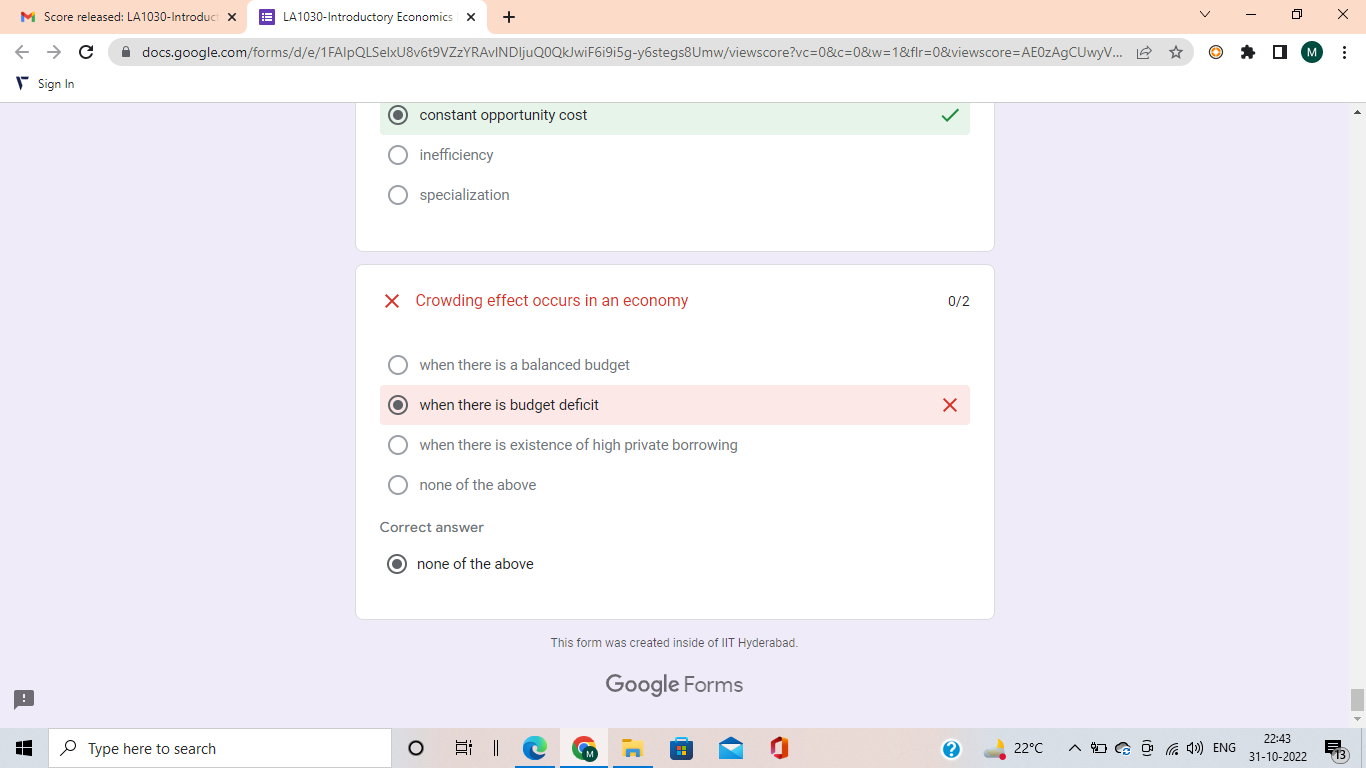 Score released: LA1030-Introduct
LA1030-Introductory Economics
docs.google.com/forms/d/e/1FAIpQLSelxU8v6t9VZzYRAvINDIjuQ0QkJwiF6i9i5g-y6stegs8Umw/viewscore?vc=0&c=0&w=1&flr=0&viewscore=AE0zAgCUwyV...
M
Sign In
constant opportunity cost
inefficiency
specialization
Crowding effect occurs in an economy
0/2
when there is a balanced budget
when there is budget deficit
when there is existence of high private borrowing
none of the above
Correct answer
none of the above
This form was created inside of IIT Hyderabad.
Google Forms
Type here to search
M
22°C
ENG
22:43
31-10-2022
13